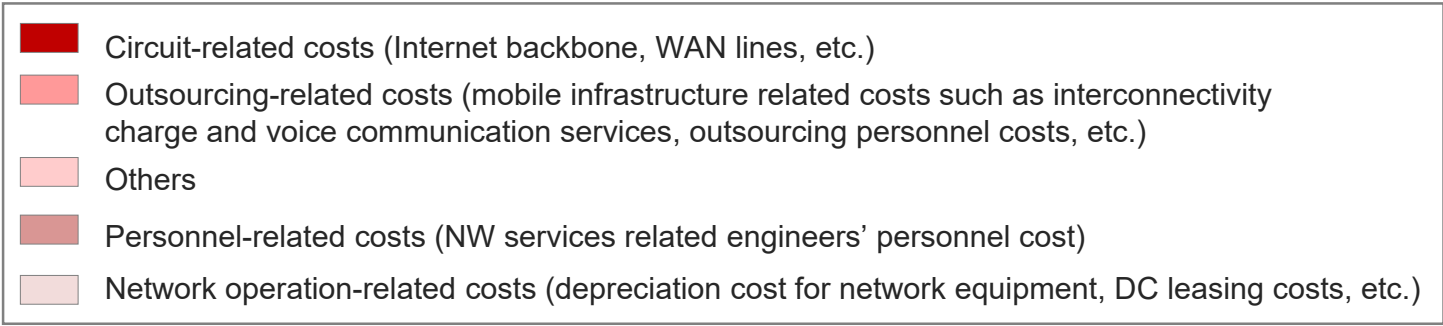 Circuit-related costs (Internet backbone, WAN lines, etc.)
Outsourcing-related costs (mobile infrastructure related costs such as interconnectivity
charge and voice communication services, outsourcing personnel costs, etc.)
Others
Personnel-related costs (NW services related engineers’ personnel cost)
Network operation-related costs (depreciation cost for network equipment, DC leasing costs, etc.)